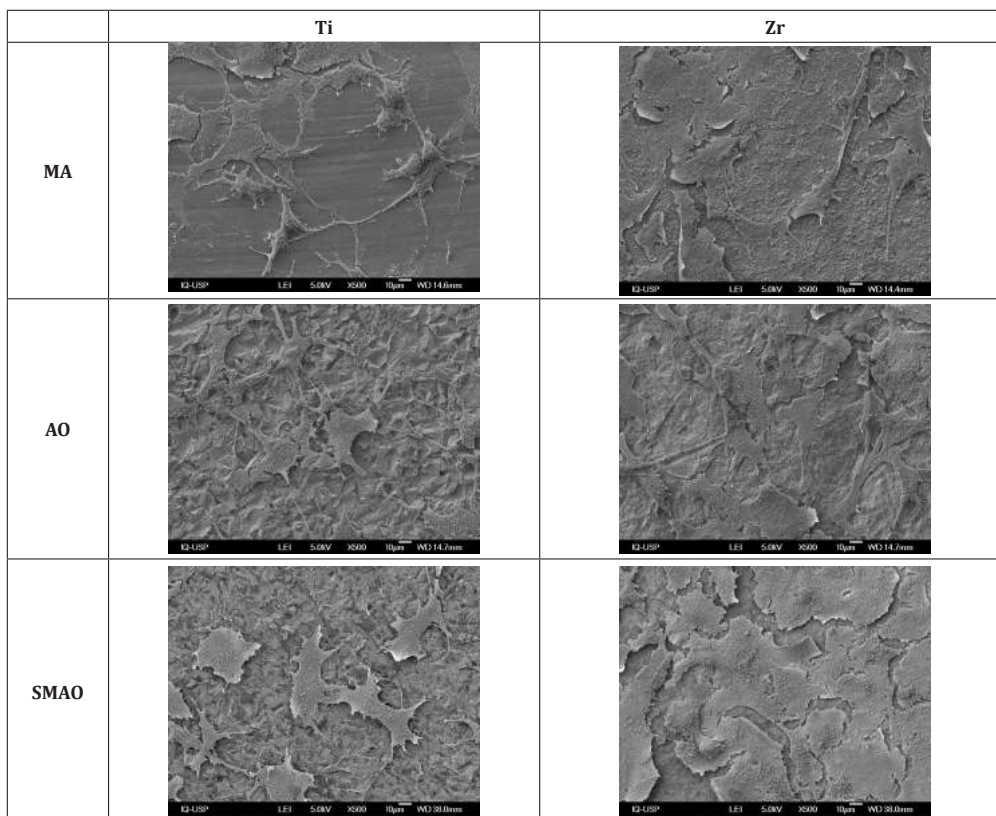 Ti Zr
MA
IQ-USP LEI 5.0kV X500 10µm WD 14.6mm
IQ-USP LEI 5.0kV X500 10µm WD 14.4mm
AO
IQ-USP LEI 5.0kV X500 10µm WD 14.7mm
IQ-USP LEI 5.0kV X500 10µm WD 14.7mm
SMAO
IQ-USP LEI 5.0kV X500 10µm WD 38.0mm
IQ-USP LEI 5.0kV X500 10µm WD 38.0mm